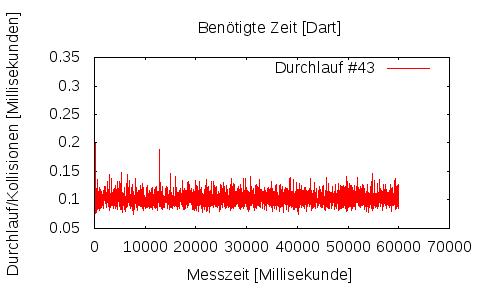 Benötigte Zeit [Dart]
Durchlauf/Kollisionen [Millisekunden]
0.35
0.3
0.25
0.2
0.15
0.1
0.05
Durchlauf #43
0 10000 20000 30000 40000 50000 60000 70000
Messzeit [Millisekunde]